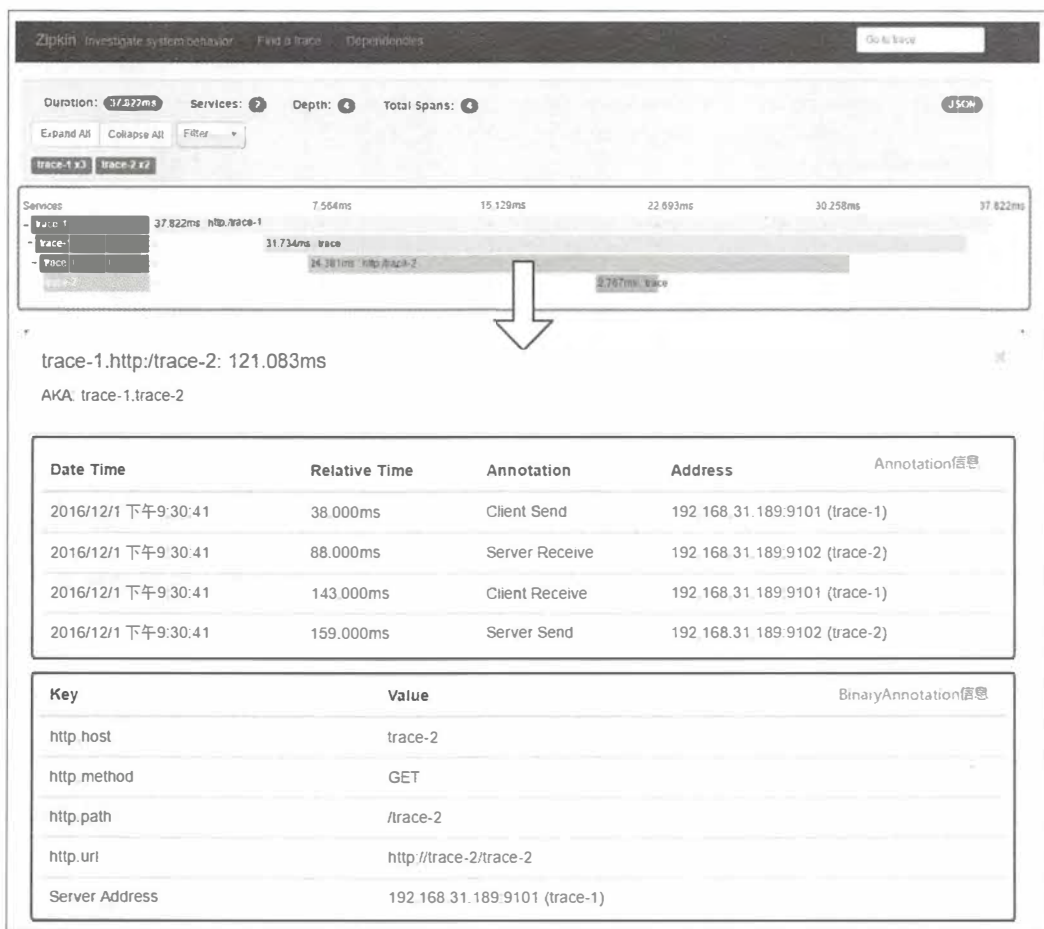 Zipkin Investigate system behavior Find a trace Dependencies Go to trace
Duration: 37.822ms Services: 2 Depth: 4 Total Spans: 4 JSON
Expand All Collapse All Filter
trace-1 x3 trace-2 x2
Services 7.564ms 15.129ms 22.693ms 30.258ms 37.822ms
- trace-1 37.822ms http:/trace-1
- trace- 31.734ms trace
- trace- http:/trace-2
trace-2 2.767ms trace
trace-1.http:/trace-2: 121.083ms
AKA: trace-1.trace-2
Annotation信息
Date Time Relative Time Annotation Address
2016/12/1 下午9:30:41 38.000ms Client Send 192.168.31.189:9101 (trace-1)
2016/12/1 下午9:30:41 88.000ms Server Receive 192.168.31.189:9102 (trace-2)
2016/12/1 下午9:30:41 143.000ms Client Receive 192.168.31.189:9101 (trace-1)
2016/12/1 下午9:30:41 159.000ms Server Send 192.168.31.189:9102 (trace-2)
Key Value BinaryAnnotation信息
http.host trace-2
http.method GET
http.path /trace-2
http.url http://trace-2/trace-2
Server Address 192.168.31.189:9101 (trace-1)